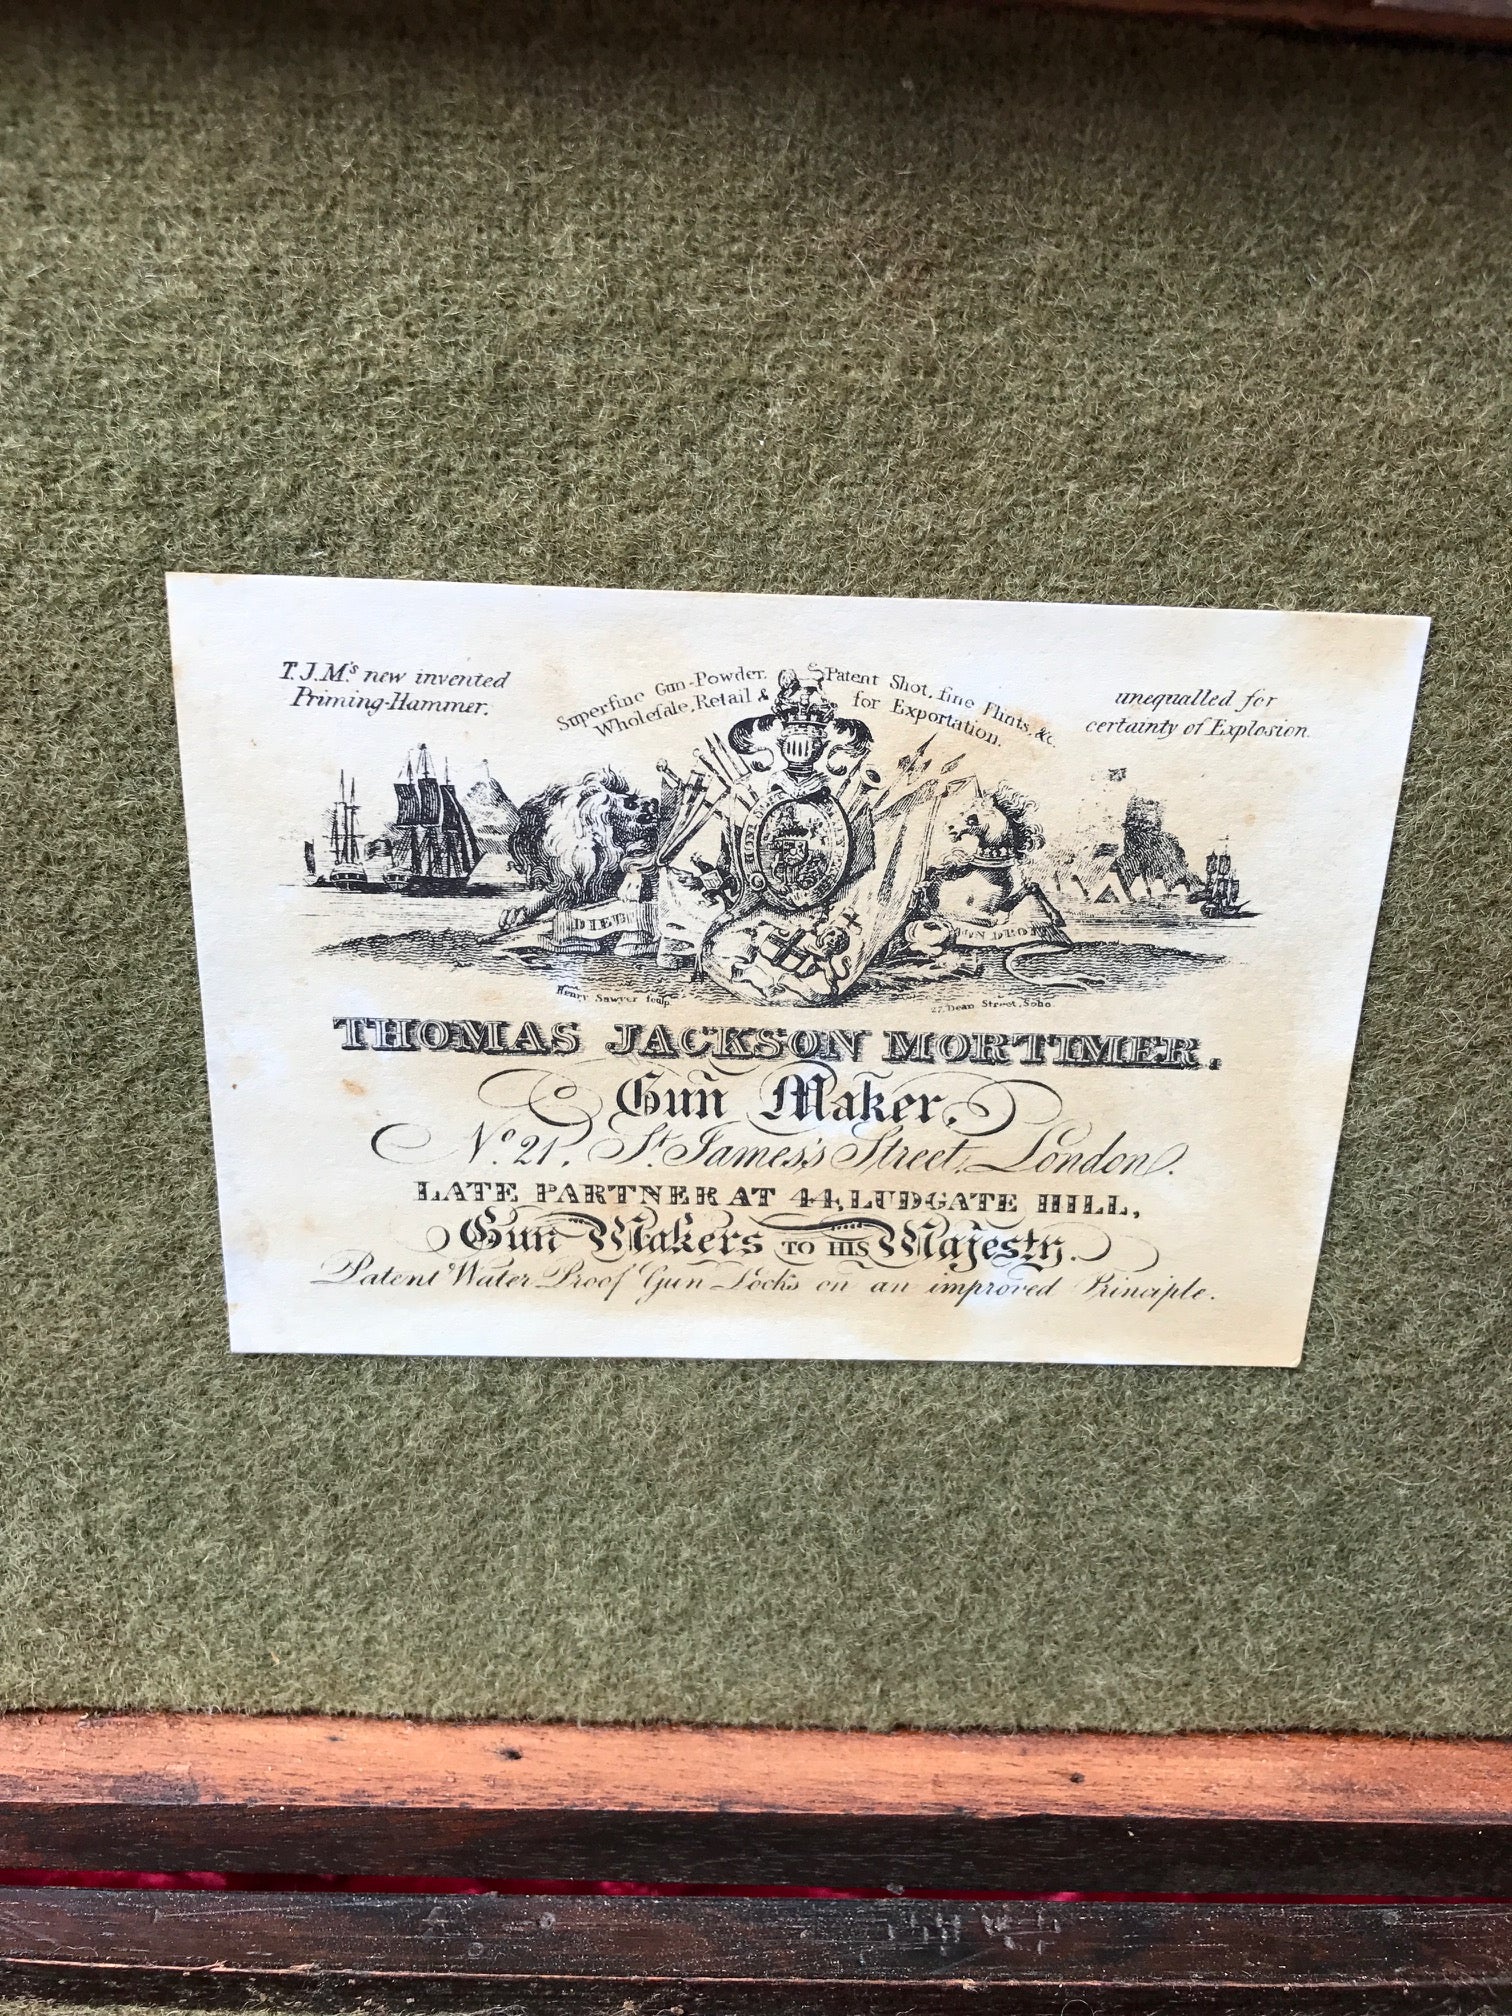 T.J.M's new invented
Priming-Hammer.
Superfine Gun-Powder.
Wholesale, Retail &
Patent Shot, fine Flints, &c.
for Exportation.
unequalled for
certainty of Explosion.
DIEU
MON DROIT
Henry Sawyer sculp.
27, Dean Street, Soho.
THOMAS JACKSON MORTIMER.
Gun Maker,
No. 21, St. James's Street, London.
LATE PARTNER AT 44, LUDGATE HILL,
Gun Makers TO HIS Majesty.
Patent Water Proof Gun Locks on an improved Principle.